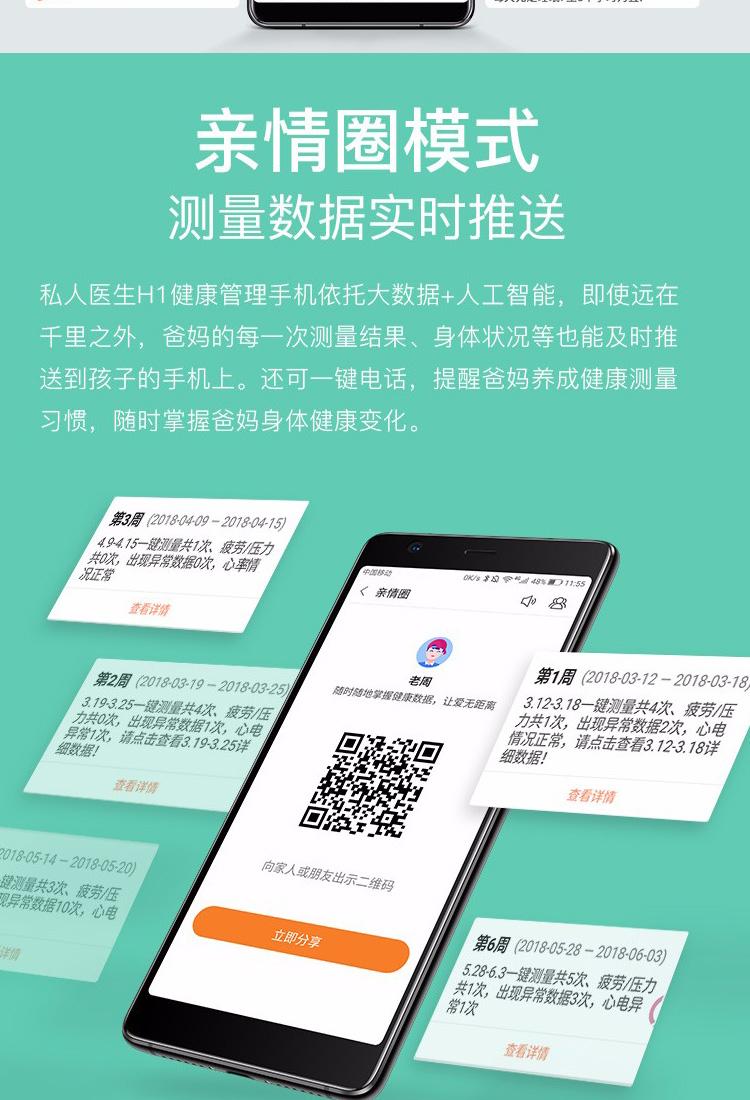 亲情圈模式
测量数据实时推送
私人医生H1健康管理手机依托大数据+人工智能，即使远在
千里之外，爸妈的每一次测量结果、身体状况等也能及时推
送到孩子的手机上。还可一键电话，提醒爸妈养成健康测量
习惯，随时掌握爸妈身体健康变化。
第3周 (2018-04-09 – 2018-04-15)
4.9-4.15一键测量共1次、疲劳/压力
共0次，出现异常数据0次，心率情
况正常
查看详情
中国移动 0K/s 48% 11:55
亲情圈
老周
随时随地掌握健康数据，让爱无距离
第2周 (2018-03-19 – 2018-03-25)
3.19-3.25一键测量共4次、疲劳/压
力共0次，出现异常数据1次，心电
异常1次，请点击查看3.19-3.25详
细数据！
查看详情
第1周 (2018-03-12 – 2018-03-18)
3.12-3.18一键测量共4次、疲劳/压
力共1次，出现异常数据2次，心电
情况正常，请点击查看3.12-3.18详
细数据！
查看详情
2018-05-14 – 2018-05-20)
键测量共3次、疲劳/压
现异常数据10次，心电
详情
向家人或朋友出示二维码
立即分享
第6周 (2018-05-28 – 2018-06-03)
5.28-6.3一键测量共5次、疲劳/压力
共1次，出现异常数据3次，心电异
常1次
查看详情